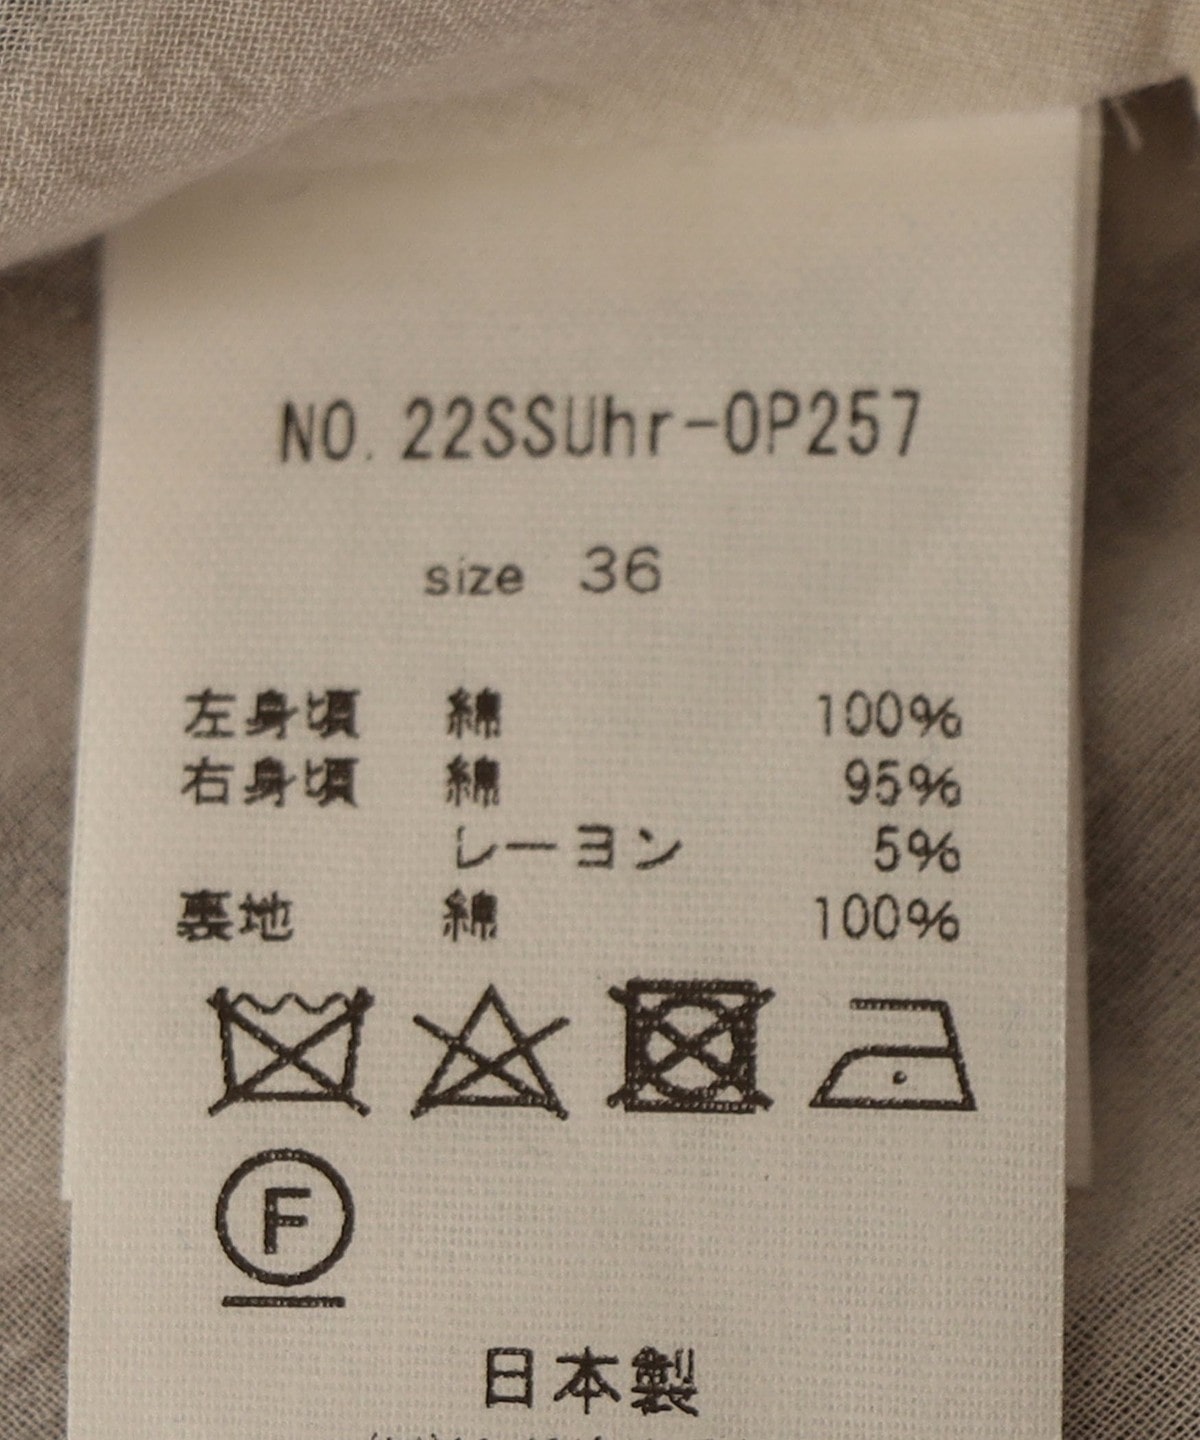 NO. 22SSUhr-OP257
size 36
左身頃 綿 100%
右身頃 綿 95%
レーヨン 5%
裏地 綿 100%
F
日本製